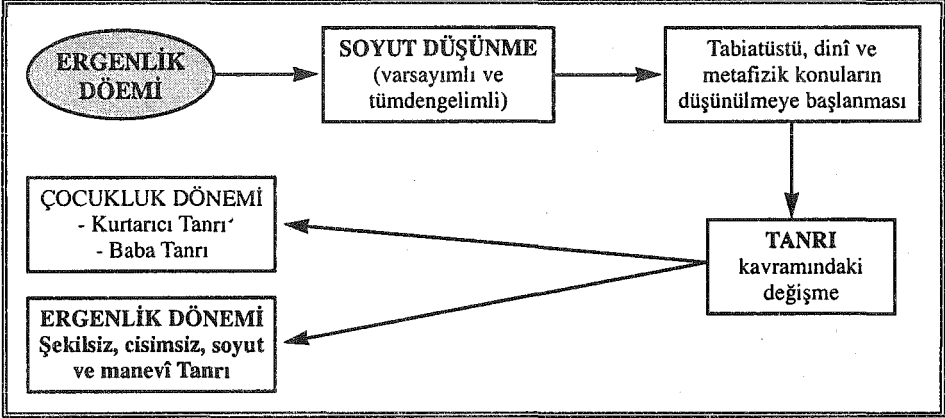 ERGENLİK
DÖEMİ
SOYUT DÜŞÜNME
(varsayımlı ve
tümdengelimli)
Tabiatüstü, dinî ve
metafizik konuların
düşünülmeye başlanması
ÇOCUKLUK DÖNEMİ
- Kurtarıcı Tanrı
- Baba Tanrı
TANRI
kavramındaki
değişme
ERGENLİK DÖNEMİ
Şekilsiz, cisimsiz, soyut
ve manevî Tanrı